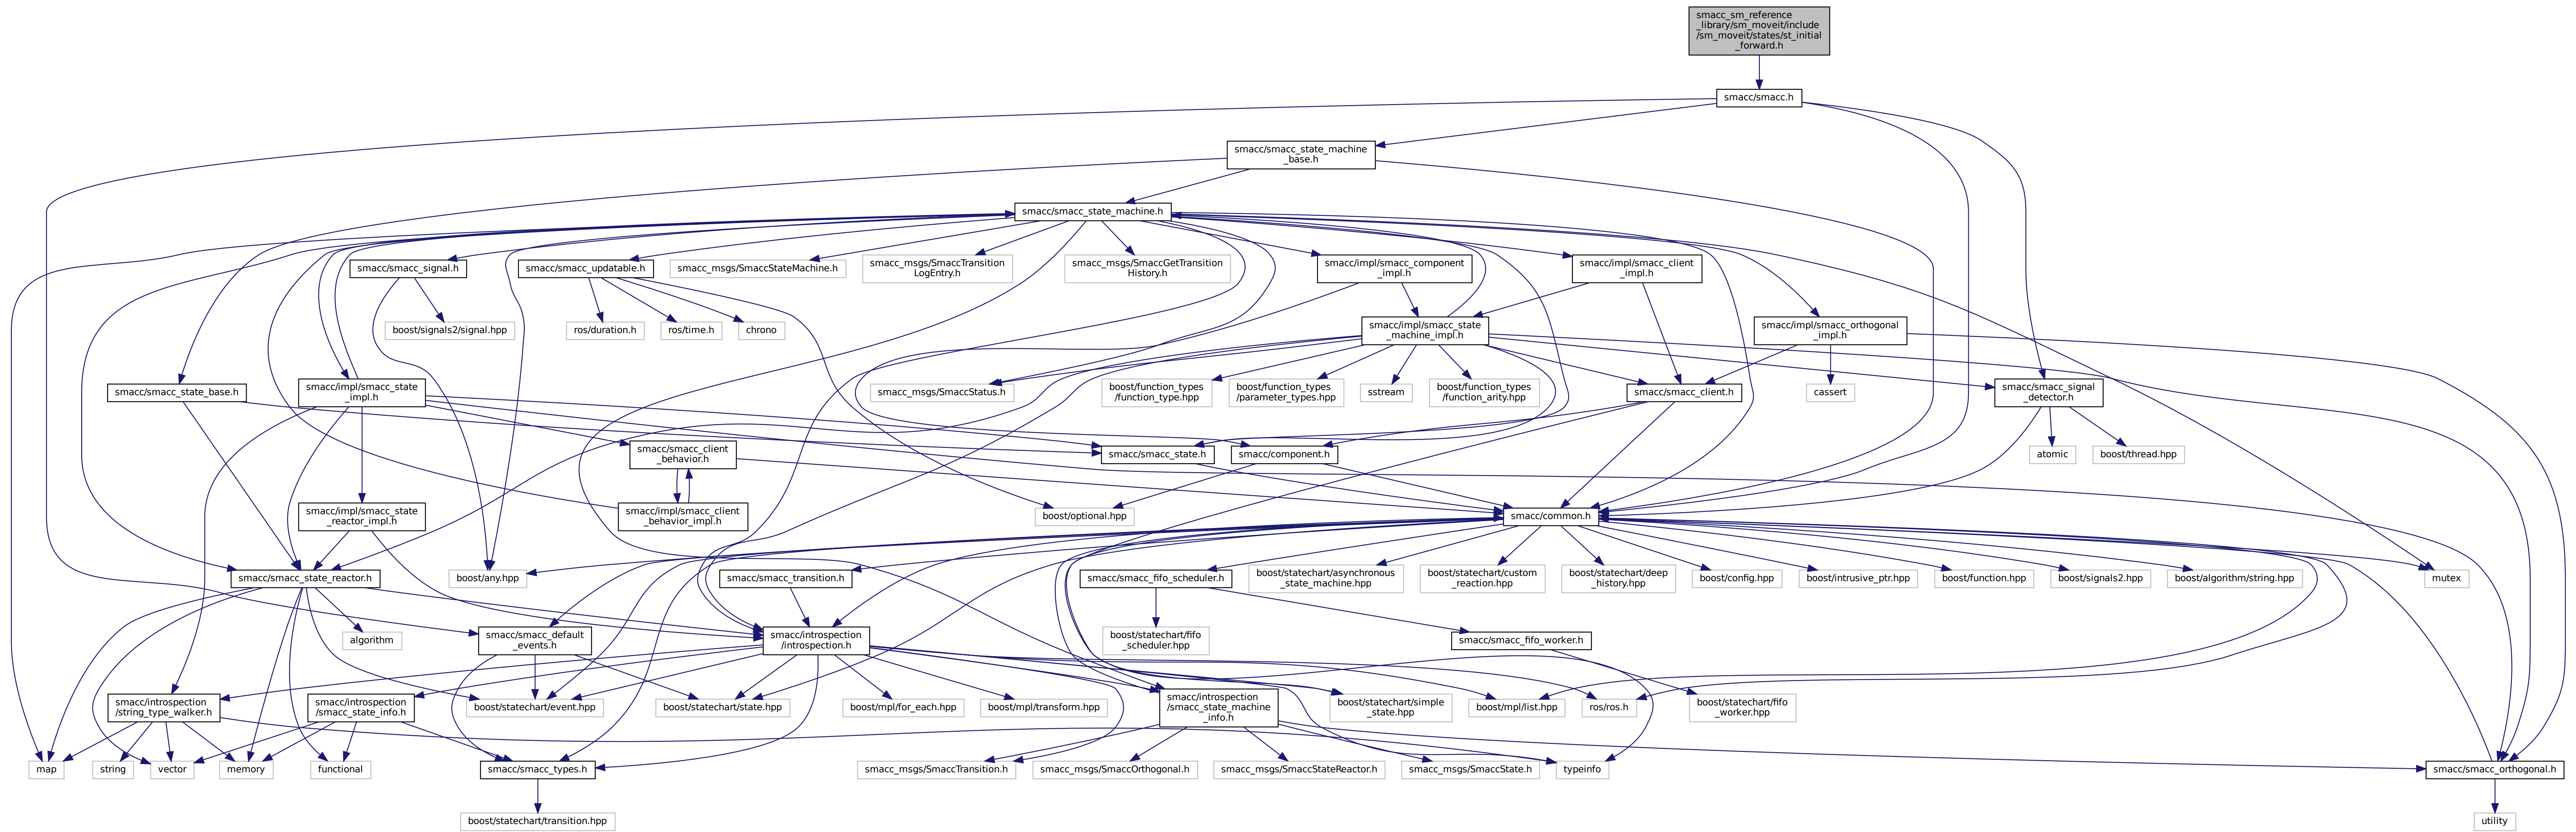 smacc_sm_reference
_library/sm_moveit/include
/sm_moveit/states/st_initial
_forward.h
smacc/smacc.h
smacc/smacc_state_machine
_base.h
smacc/smacc_state_machine.h
smacc/smacc_signal.h
smacc/smacc_updatable.h
smacc_msgs/SmaccStateMachine.h
smacc_msgs/SmaccTransition
LogEntry.h
smacc_msgs/SmaccGetTransition
History.h
smacc/impl/smacc_component
_impl.h
smacc/impl/smacc_client
_impl.h
boost/signals2/signal.hpp
ros/duration.h
ros/time.h
chrono
smacc/impl/smacc_state
_machine_impl.h
smacc/impl/smacc_orthogonal
_impl.h
smacc/smacc_state_base.h
smacc/impl/smacc_state
_impl.h
smacc_msgs/SmaccStatus.h
boost/function_types
/function_type.hpp
boost/function_types
/parameter_types.hpp
sstream
boost/function_types
/function_arity.hpp
smacc/smacc_client.h
cassert
smacc/smacc_signal
_detector.h
smacc/smacc_client
_behavior.h
smacc/smacc_state.h
smacc/component.h
atomic
boost/thread.hpp
smacc/impl/smacc_state
_reactor_impl.h
smacc/impl/smacc_client
_behavior_impl.h
boost/optional.hpp
smacc/common.h
smacc/smacc_state_reactor.h
boost/any.hpp
smacc/smacc_transition.h
smacc/smacc_fifo_scheduler.h
boost/statechart/asynchronous
_state_machine.hpp
boost/statechart/custom
_reaction.hpp
boost/statechart/deep
_history.hpp
boost/config.hpp
boost/intrusive_ptr.hpp
boost/function.hpp
boost/signals2.hpp
boost/algorithm/string.hpp
mutex
algorithm
smacc/smacc_default
_events.h
smacc/introspection
/introspection.h
boost/statechart/fifo
_scheduler.hpp
smacc/smacc_fifo_worker.h
smacc/introspection
/string_type_walker.h
smacc/introspection
/smacc_state_info.h
boost/statechart/event.hpp
boost/statechart/state.hpp
boost/mpl/for_each.hpp
boost/mpl/transform.hpp
smacc/introspection
/smacc_state_machine
_info.h
boost/statechart/simple
_state.hpp
boost/mpl/list.hpp
ros/ros.h
boost/statechart/fifo
_worker.hpp
map
string
vector
memory
functional
smacc/smacc_types.h
smacc_msgs/SmaccTransition.h
smacc_msgs/SmaccOrthogonal.h
smacc_msgs/SmaccStateReactor.h
smacc_msgs/SmaccState.h
typeinfo
smacc/smacc_orthogonal.h
boost/statechart/transition.hpp
utility